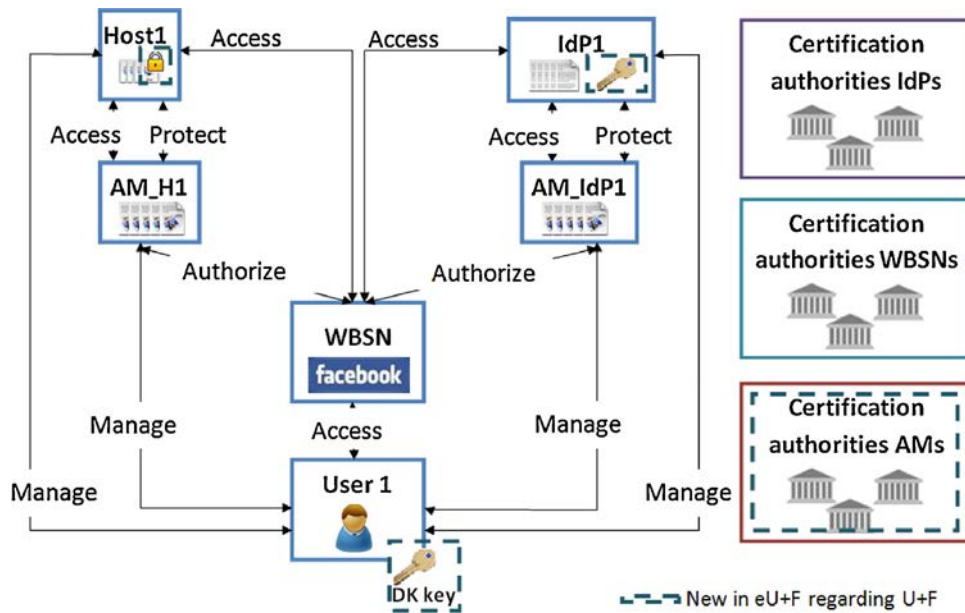 Host1
Access
Access
IdP1
Access
Protect
Access
Protect
AM_H1
AM_IdP1
Authorize
Authorize
WBSN
facebook
Manage
Access
Manage
Manage
User 1
Manage
DK key
Certification
authorities IdPs
Certification
authorities WBSNs
Certification
authorities AMs
New in eU+F regarding U+F